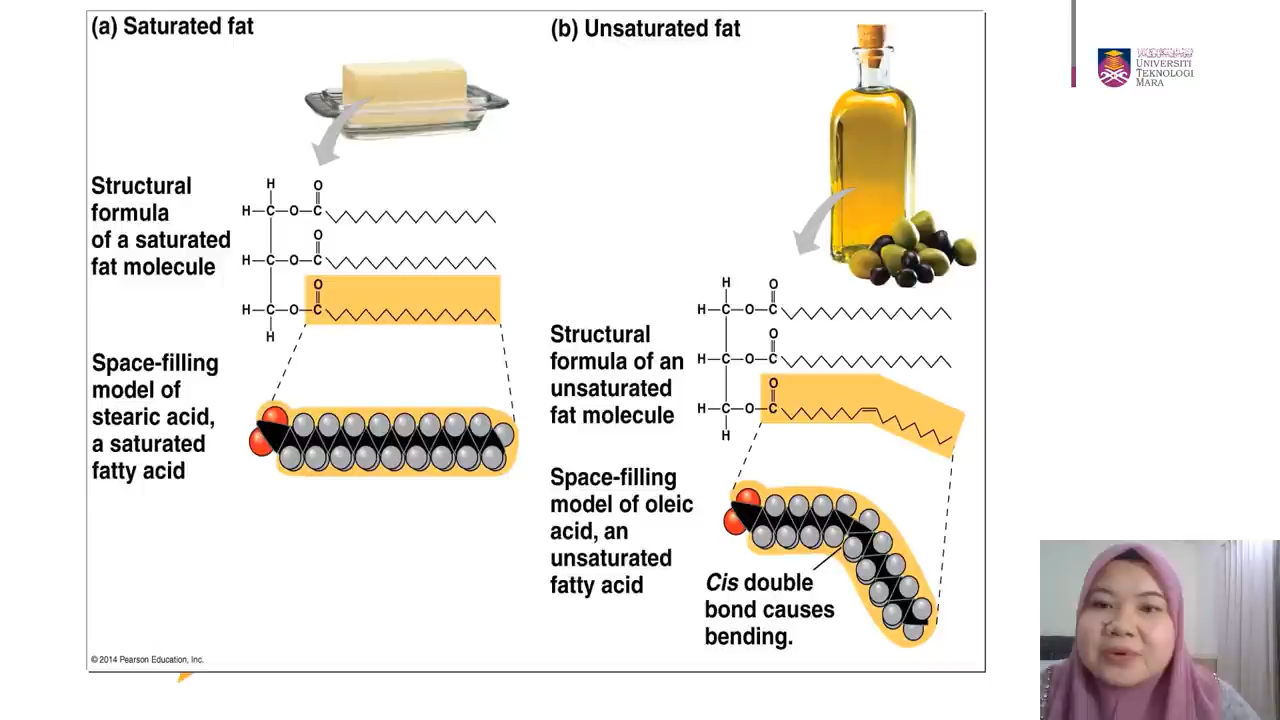 (a) Saturated fat
Structural
formula
of a saturated
fat molecule
H
O
H C O C
O
H C O C
O
H C O C
H
Space-filling
model of
stearic acid,
a saturated
fatty acid
(b) Unsaturated fat
Structural
formula of an
unsaturated
fat molecule
H
O
H C O C
O
H C O C
O
H C O C
H
Space-filling
model of oleic
acid, an
unsaturated
fatty acid
Cis double
bond causes
bending.
© 2014 Pearson Education, Inc.
UNIVERSITI
TEKNOLOGI
MARA